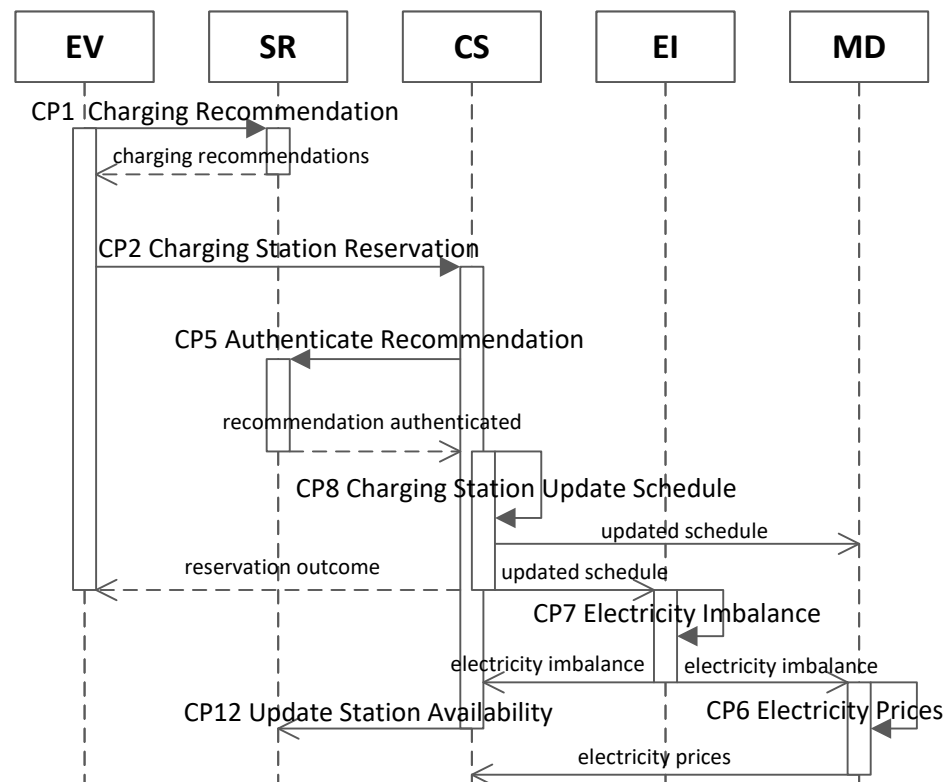 EV
SR
CS
EI
MD
CP1 Charging Recommendation
charging recommendations
CP2 Charging Station Reservation
CP5 Authenticate Recommendation
recommendation authenticated
CP8 Charging Station Update Schedule
updated schedule
reservation outcome
updated schedule
CP7 Electricity Imbalance
electricity imbalance
electricity imbalance
CP12 Update Station Availability
CP6 Electricity Prices
electricity prices